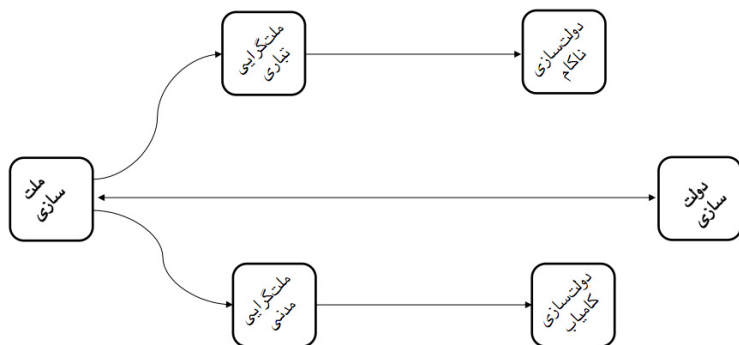 ملت‌گرایی
تباری
دولت‌سازی
ناکام
ملت
سازی
دولت
سازی
ملت‌گرایی
مدنی
دولت‌سازی
کامیاب